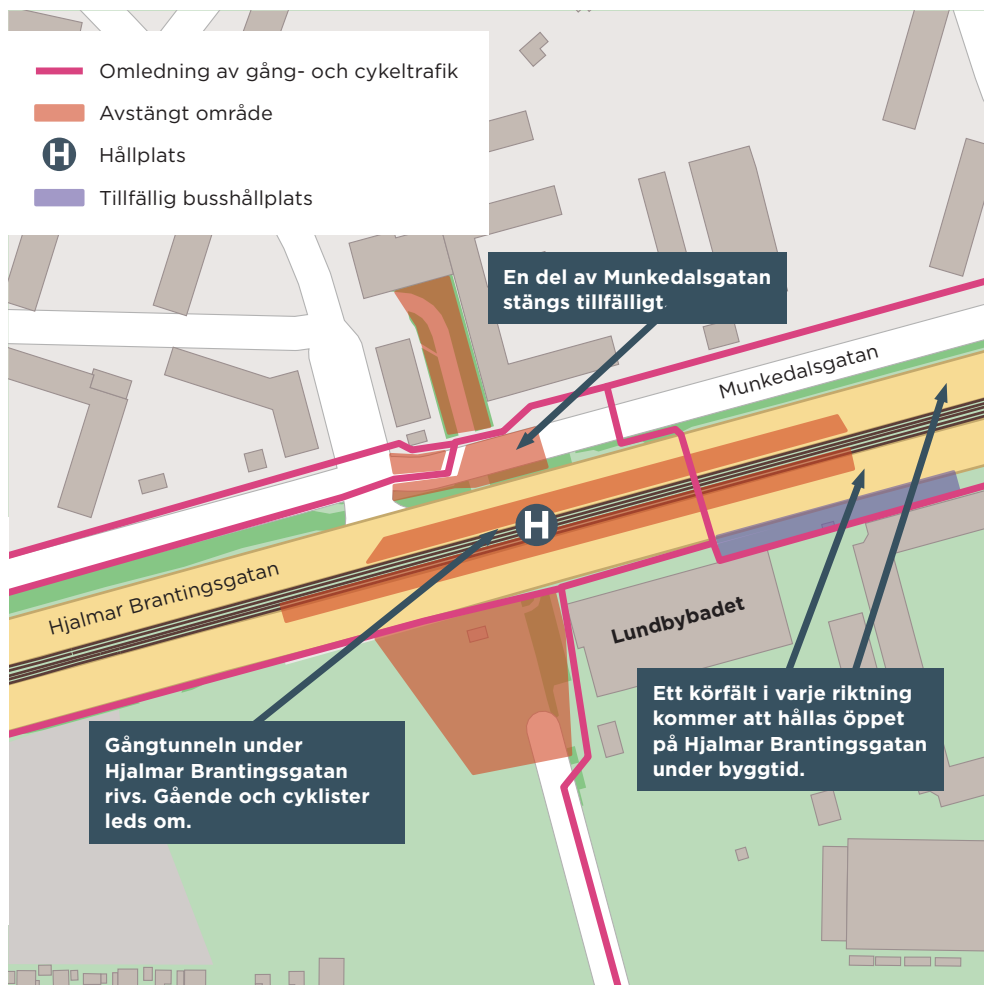 Omledning av gång- och cykeltrafik
Avstängt område
H
Hållplats
Tillfällig busshållplats
En del av Munkedalsgatan
stängs tillfälligt
Munkedalsgatan
H
Hjalmar Brantingsgatan
Lundbybadet
Gångtunneln under
Hjalmar Brantingsgatan
rivs. Gående och cyklister
leds om.
Ett körfält i varje riktning
kommer att hållas öppet
på Hjalmar Brantingsgatan
under byggtid.